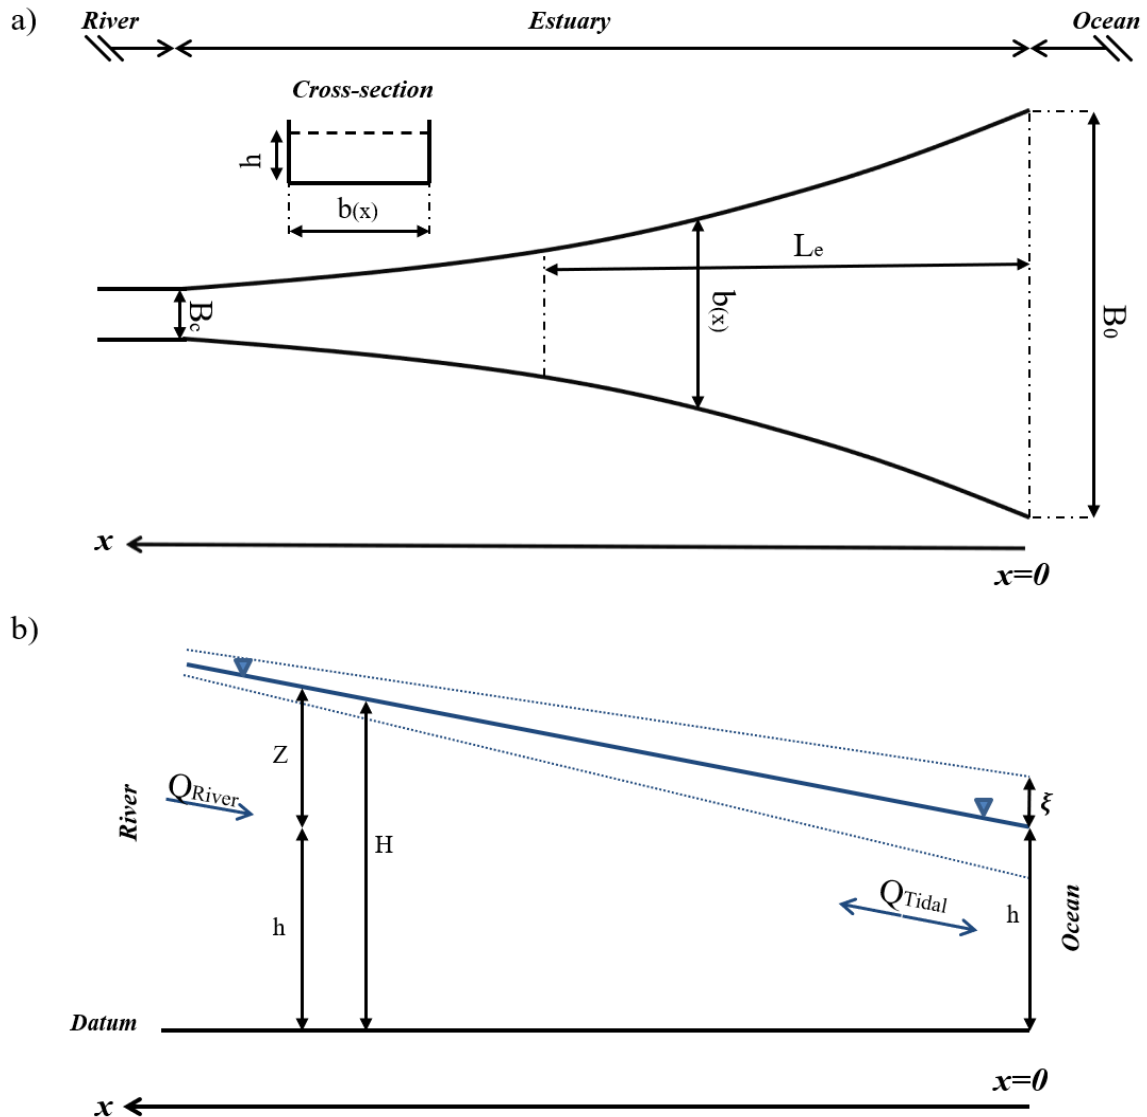 a)
River
Estuary
Ocean
Cross-section
h
b(x)
Le
b(x)
Bc
B0
x
x=0
b)
Z
QRiver
River
H
ξ
QTidal
h
h
Ocean
Datum
x=0
x